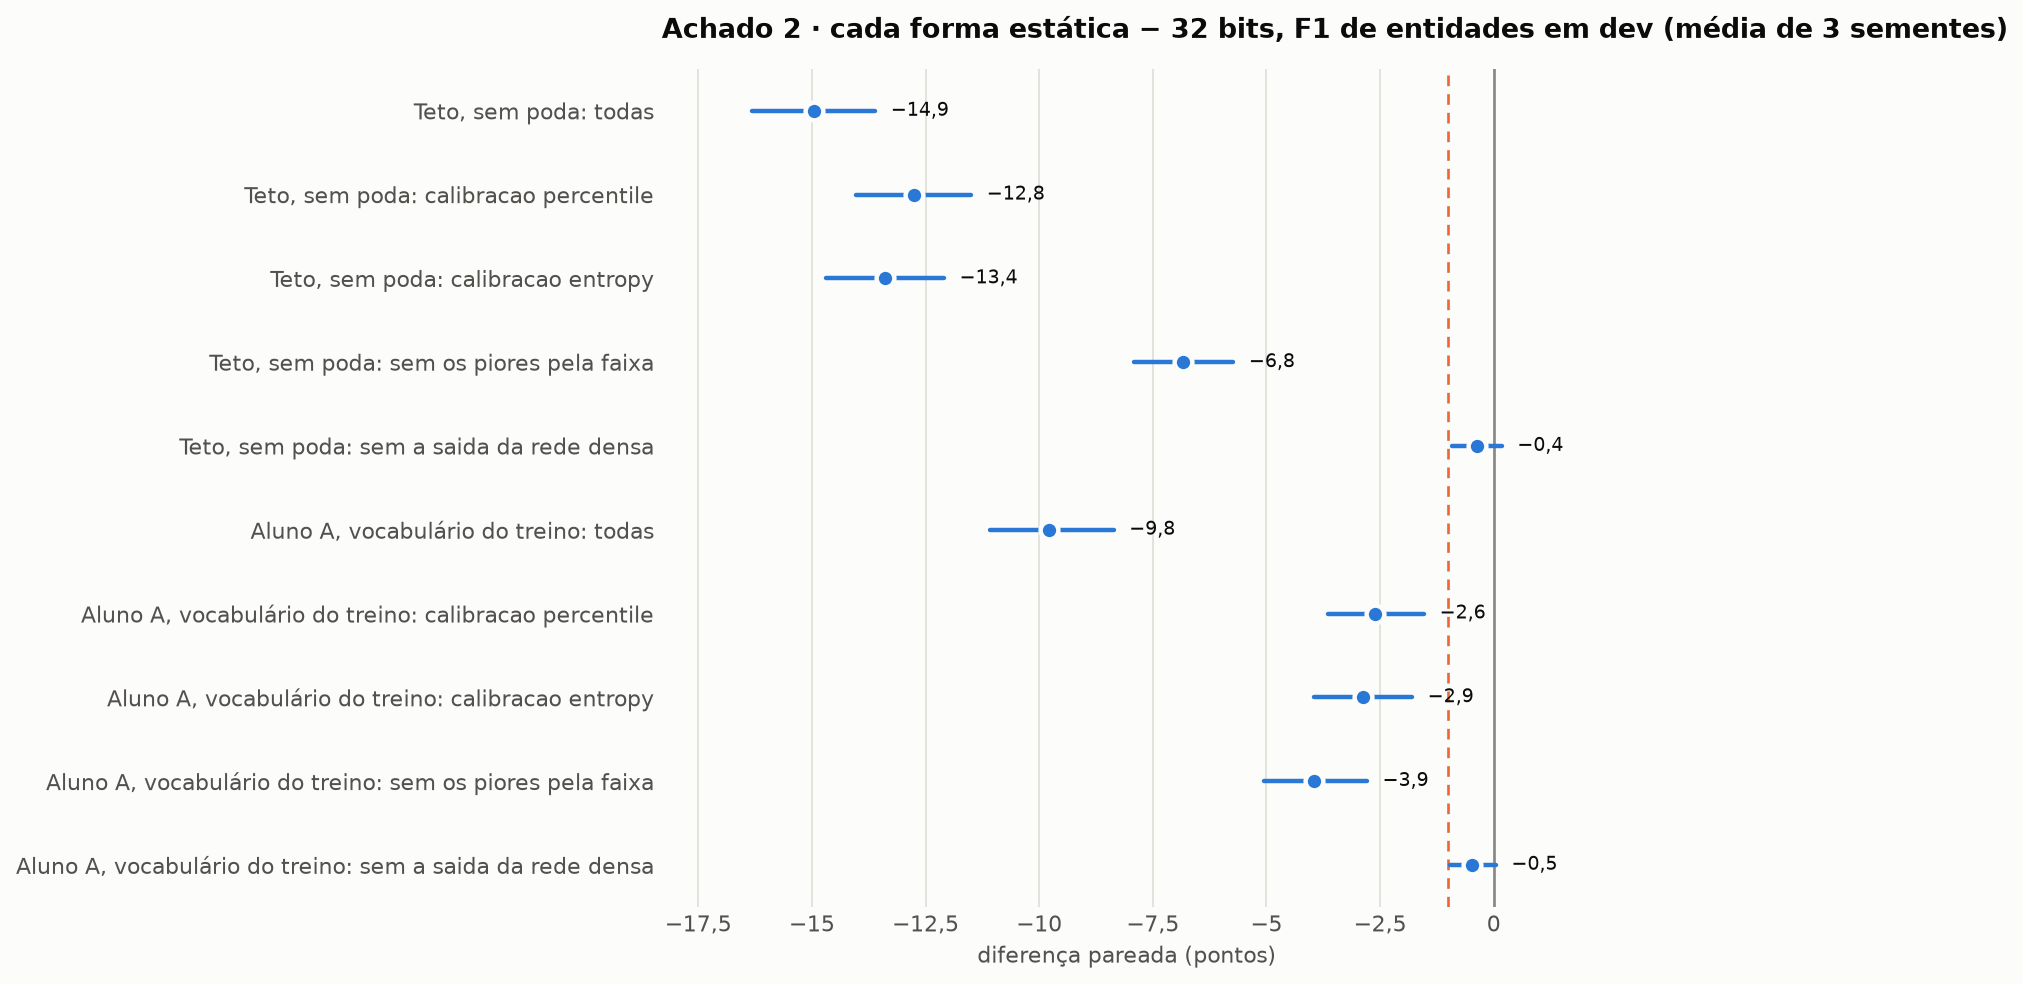 Achado 2 · cada forma estática − 32 bits, F1 de entidades em dev (média de 3 sementes)
Teto, sem poda: todas −14,9
Teto, sem poda: calibracao percentile −12,8
Teto, sem poda: calibracao entropy −13,4
Teto, sem poda: sem os piores pela faixa −6,8
Teto, sem poda: sem a saida da rede densa −0,4
Aluno A, vocabulário do treino: todas −9,8
Aluno A, vocabulário do treino: calibracao percentile −2,6
Aluno A, vocabulário do treino: calibracao entropy −2,9
Aluno A, vocabulário do treino: sem os piores pela faixa −3,9
Aluno A, vocabulário do treino: sem a saida da rede densa −0,5
−17,5 −15 −12,5 −10 −7,5 −5 −2,5 0
diferença pareada (pontos)